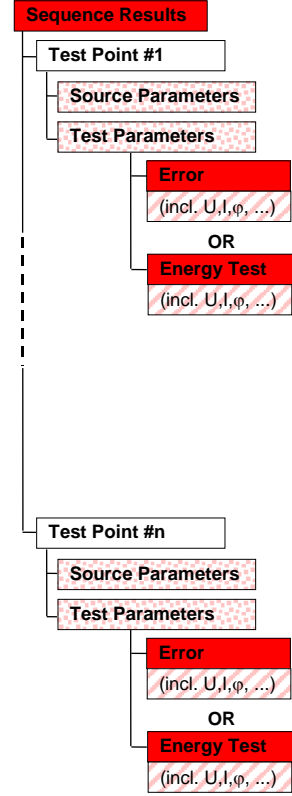 Sequence Results
Test Point #1
Source Parameters
Test Parameters
Error
(incl. U,I,φ, ...)
OR
Energy Test
(incl. U,I,φ, ...)
Test Point #n
Source Parameters
Test Parameters
Error
(incl. U,I,φ, ...)
OR
Energy Test
(incl. U,I,φ, ...)